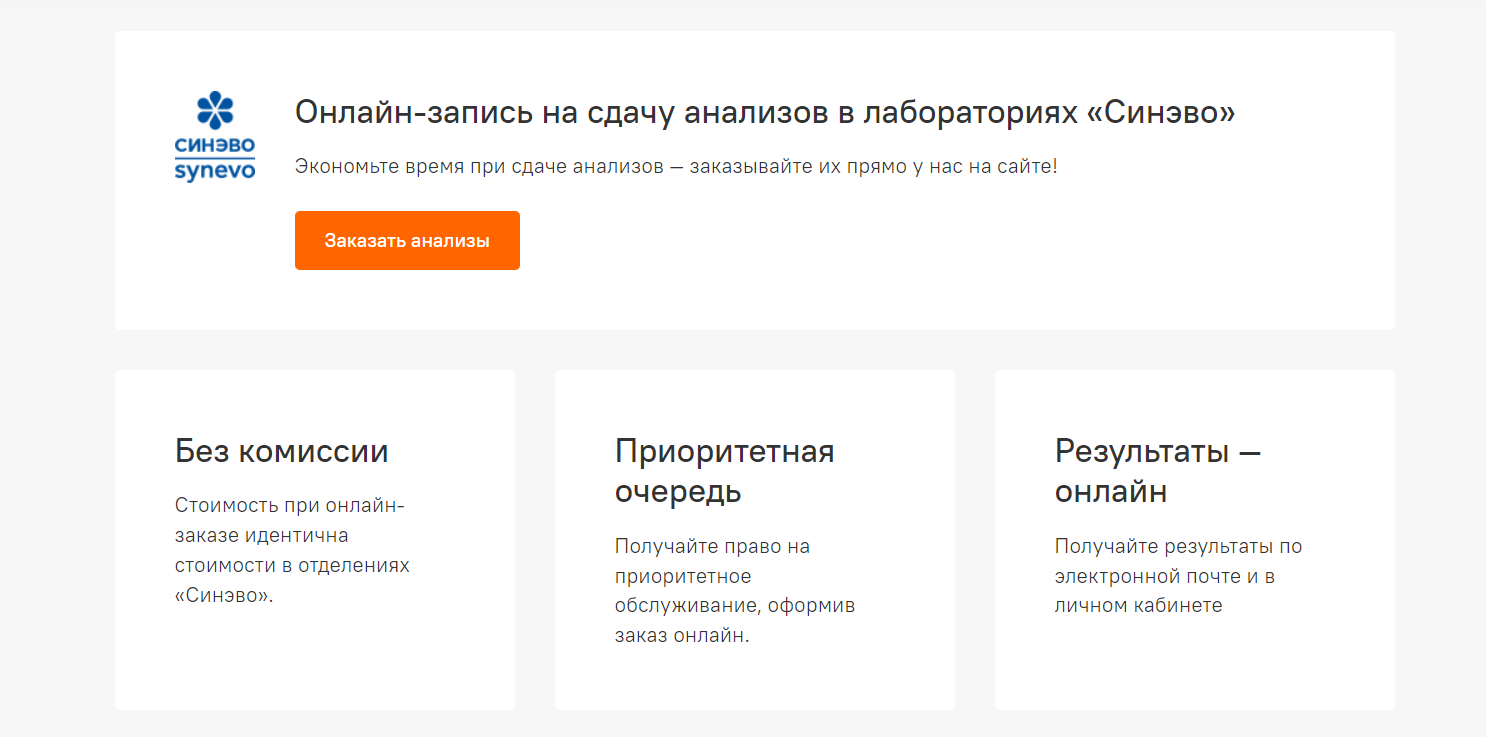 СИНЭВО
synevo
Онлайн-запись на сдачу анализов в лабораториях «Синэво»
Экономьте время при сдаче анализов — заказывайте их прямо у нас на сайте!
Заказать анализы
Без комиссии
Стоимость при онлайн-
заказе идентична
стоимости в отделениях
«Синэво».
Приоритетная
очередь
Получайте право на
приоритетное
обслуживание, оформив
заказ онлайн.
Результаты —
онлайн
Получайте результаты по
электронной почте и в
личном кабинете